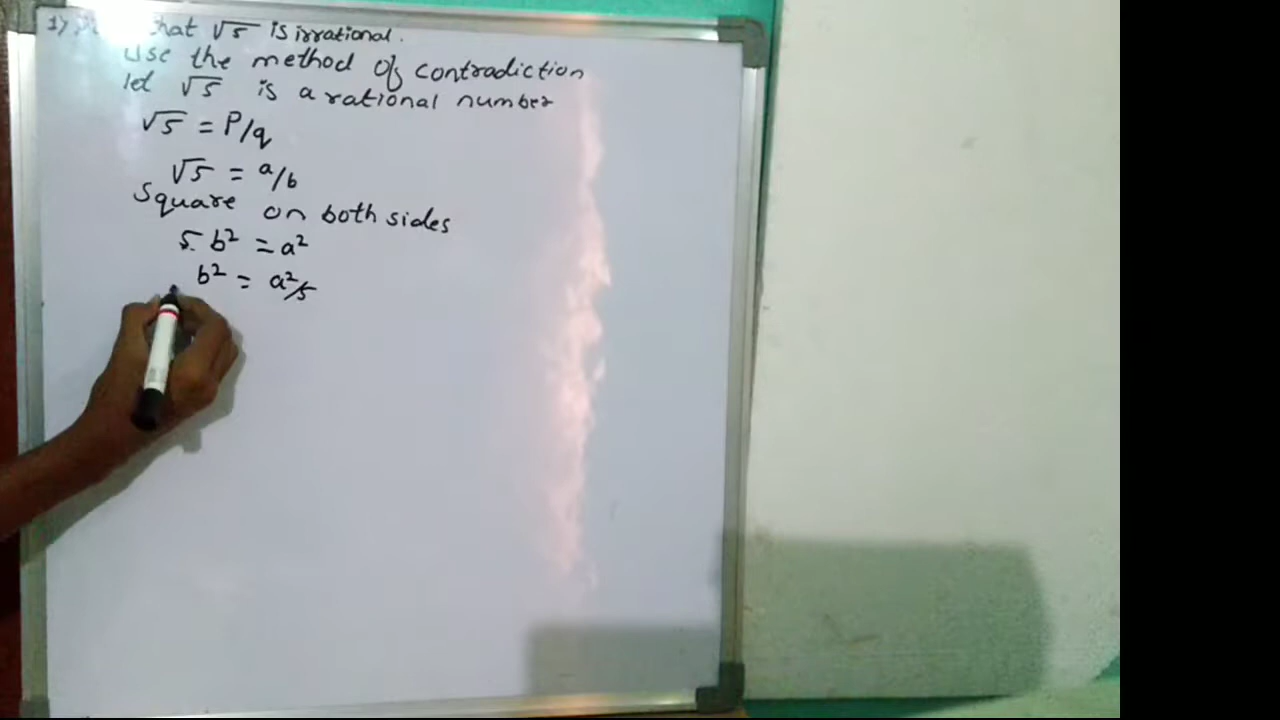 1) that √5 is irrational.
Use the method of contradiction
let √5 is a rational number
√5 = P/q
√5 = a/b
Square on both sides
5. b² = a²
b² = a²/5